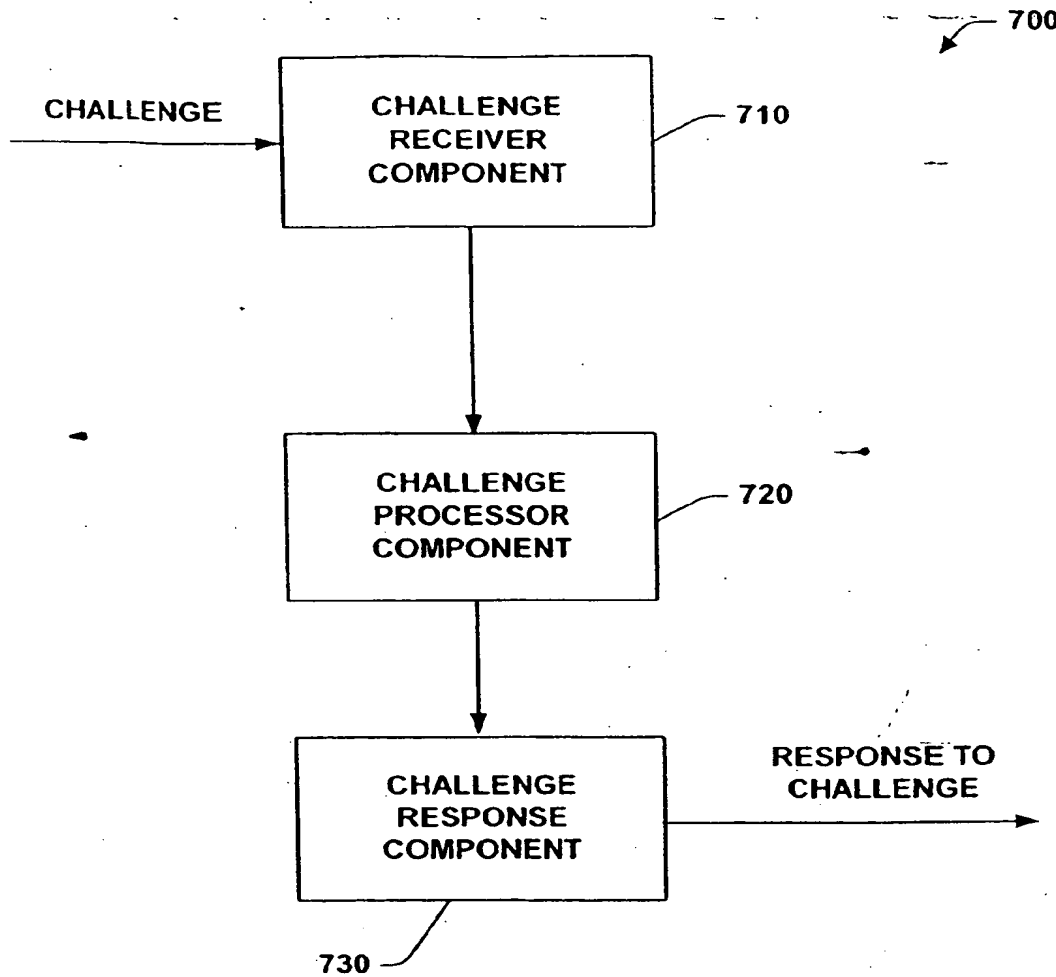 700
CHALLENGE
CHALLENGE
RECEIVER
COMPONENT
710
CHALLENGE
PROCESSOR
COMPONENT
720
CHALLENGE
RESPONSE
COMPONENT
RESPONSE TO
CHALLENGE
730